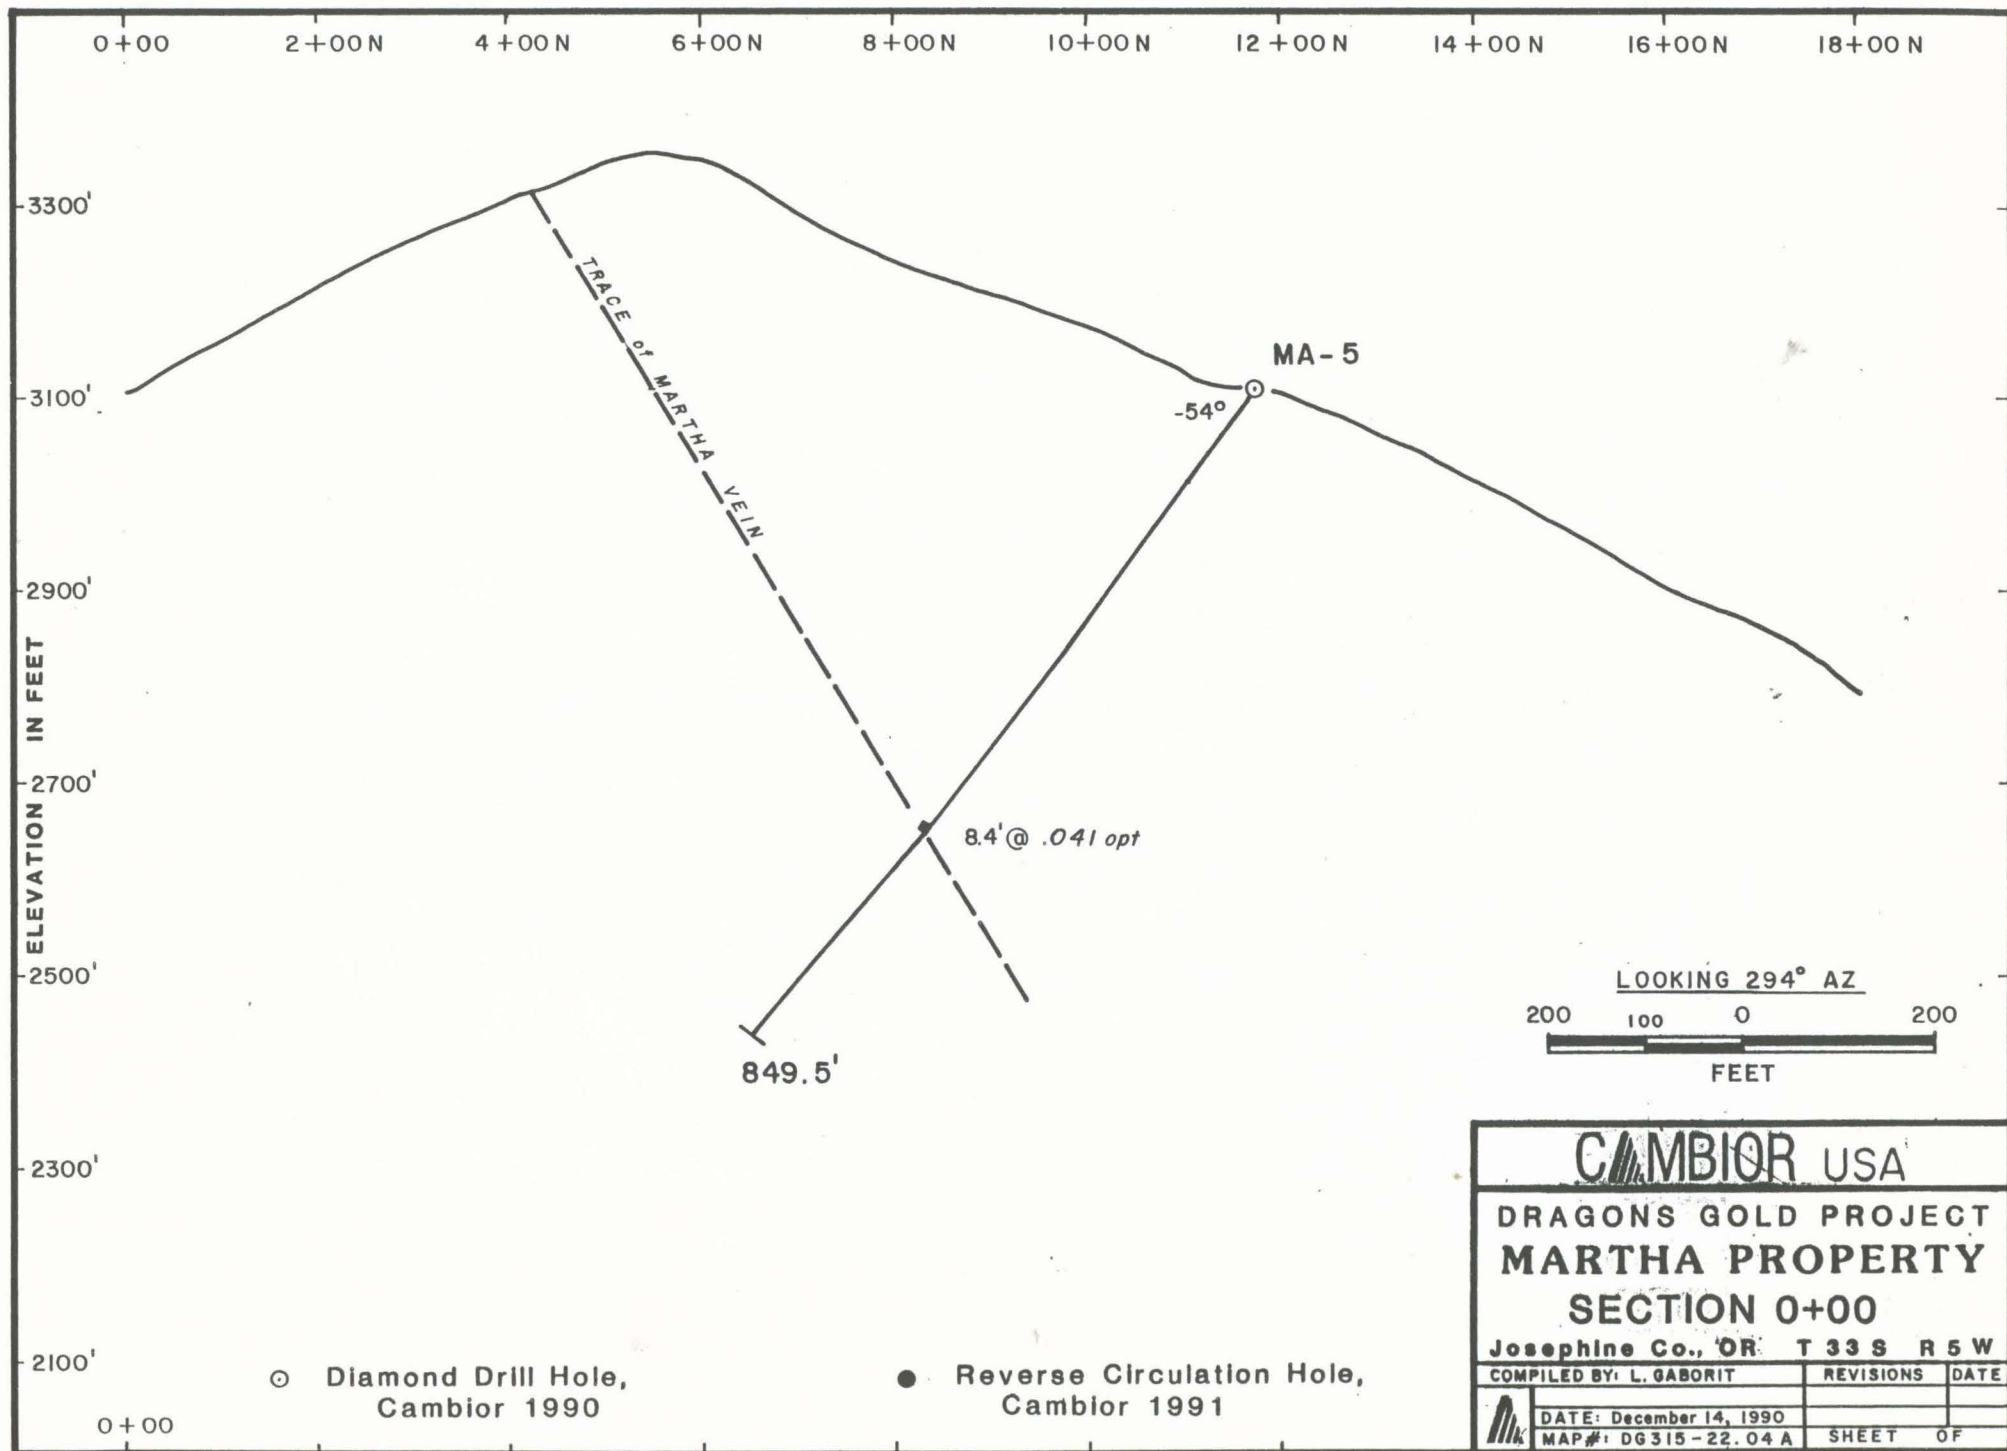 0+00 2+00N 4+00N 6+00N 8+00N 10+00N 12+00N 14+00N 16+00N 18+00N
3300'
3100'
2900'
2700'
2500'
2300'
2100'
ELEVATION IN FEET
TRACE of MARTHA VEIN
MA-5
-54°
8.4'@ .041 opt
849.5'
LOOKING 294° AZ
200 100 0 200
FEET
⊙ Diamond Drill Hole,
Cambior 1990
● Reverse Circulation Hole,
Cambior 1991
0+00
CAMBIOR USA
DRAGONS GOLD PROJECT
MARTHA PROPERTY
SECTION 0+00
Josephine Co., OR T 33 S R 5 W
COMPILED BY: L. GABORIT REVISIONS DATE
DATE: December 14, 1990
MAP#: DG315-22.04A SHEET OF